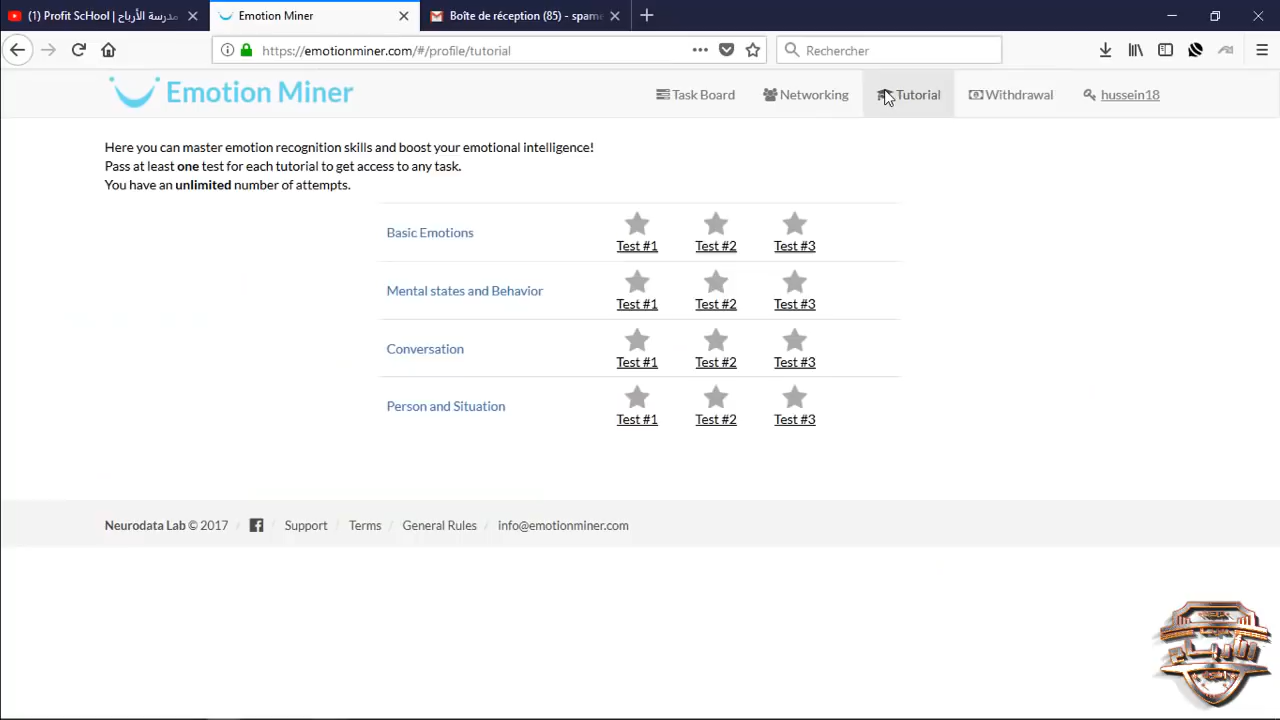 (1) Profit ScHool | مدرسة الأرباح
Emotion Miner
Boîte de réception (85) - spame
https://emotionminer.com/#/profile/tutorial
Rechercher
Emotion Miner
Task Board
Networking
Tutorial
Withdrawal
hussein18
Here you can master emotion recognition skills and boost your emotional intelligence!
Pass at least one test for each tutorial to get access to any task.
You have an unlimited number of attempts.
Basic Emotions
Test #1 Test #2 Test #3
Mental states and Behavior
Test #1 Test #2 Test #3
Conversation
Test #1 Test #2 Test #3
Person and Situation
Test #1 Test #2 Test #3
Neurodata Lab © 2017 / / Support / Terms / General Rules / info@emotionminer.com